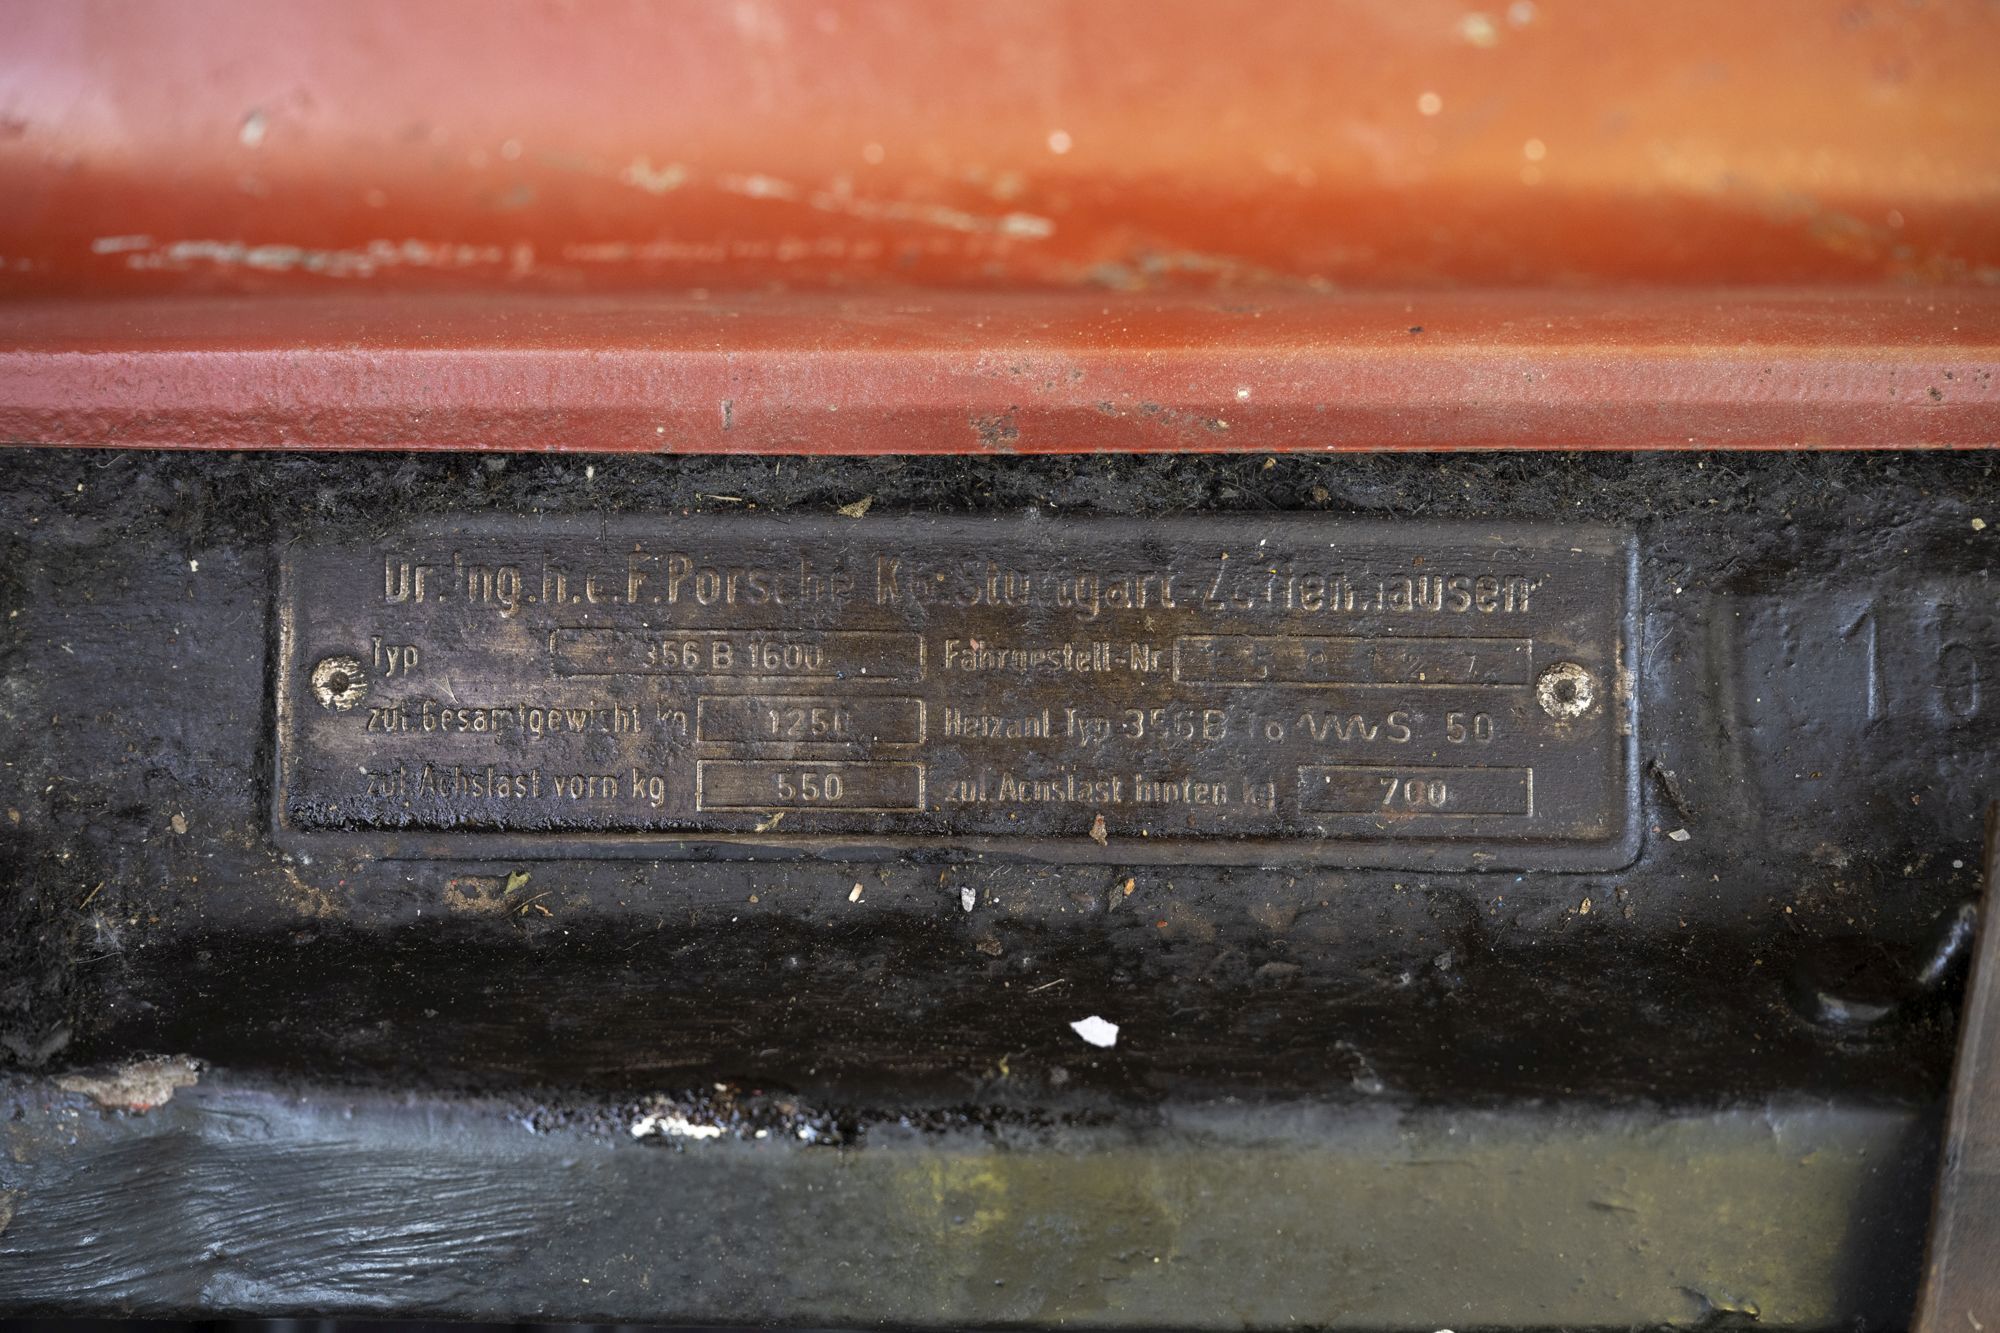 Dr. Ing. h. c. F. Porsche KG. Stuttgart-Zuffenhausen
Typ 356 B 1600 Fahrgestell-Nr.
zul. Gesamtgewicht kg 1250 Heizanl. Typ 356B S 50
zul. Achslast vorn kg 550 zul. Achslast hinten kg 700